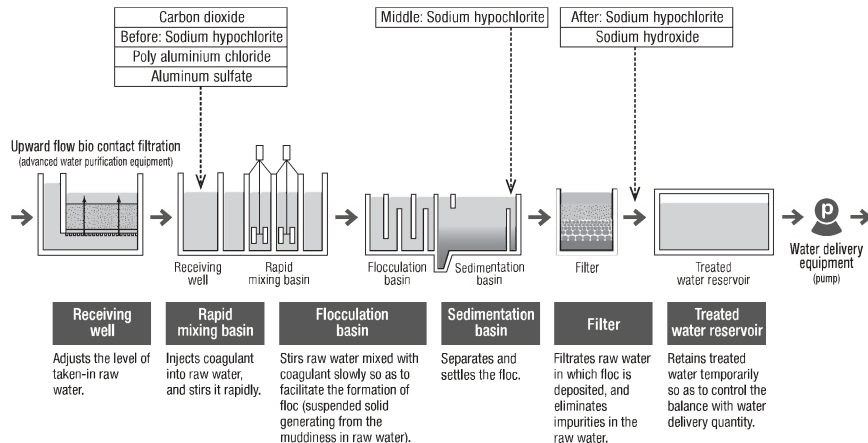 Carbon dioxide
Before: Sodium hypochlorite
Poly aluminium chloride
Aluminum sulfate
Middle: Sodium hypochlorite
After: Sodium hypochlorite
Sodium hydroxide
Upward flow bio contact filtration
(advanced water purification equipment)
Receiving
well
Rapid
mixing basin
Flocculation
basin
Sedimentation
basin
Filter
Treated
water reservoir
P
Water delivery
equipment
(pump)
Receiving
well
Adjusts the level of
taken-in raw
water.
Rapid
mixing basin
Injects coagulant
into raw water,
and stirs it rapidly.
Flocculation
basin
Stirs raw water mixed with
coagulant slowly so as to
facilitate the formation of
floc (suspended solid
generating from the
muddiness in raw water).
Sedimentation
basin
Separates and
settles the floc.
Filter
Filtrates raw water
in which floc is
deposited, and
eliminates
impurities in the
raw water.
Treated
water reservoir
Retains treated
water temporarily
so as to control the
balance with water
delivery quantity.